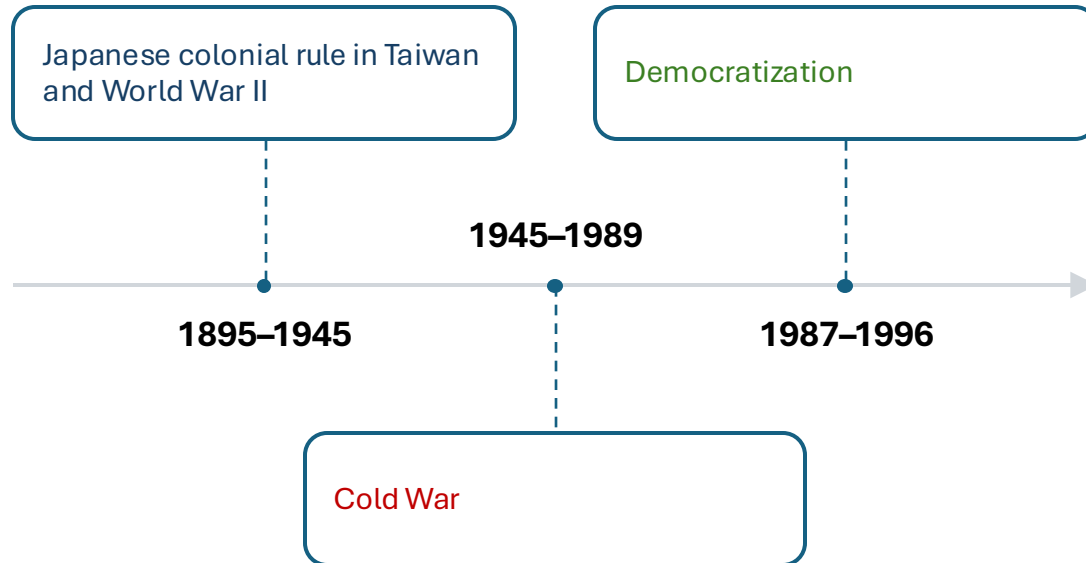 Japanese colonial rule in Taiwan
and World War II
Democratization
1945–1989
1895–1945
1987–1996
Cold War